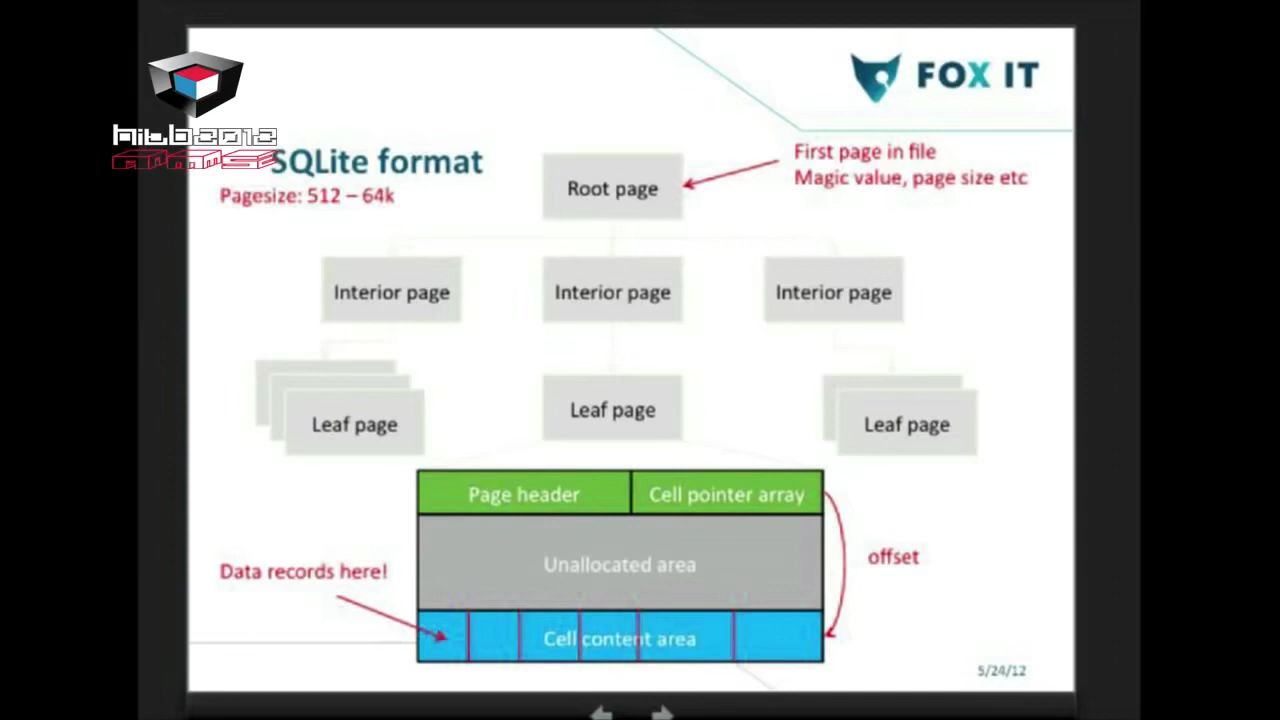 FOX IT
hitb2012
ams
SQLite format
Pagesize: 512 – 64k
First page in file
Magic value, page size etc
Root page
Interior page
Interior page
Interior page
Leaf page
Leaf page
Leaf page
Page header
Cell pointer array
Unallocated area
offset
Data records here!
Cell content area
5/24/12